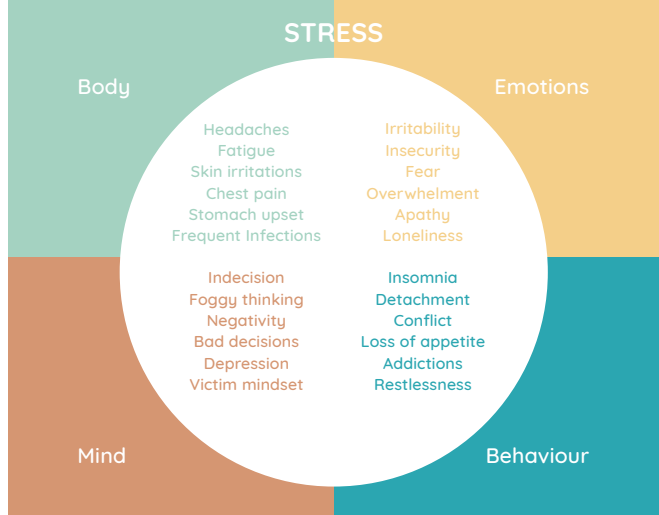 STRESS
Body
Emotions
Headaches
Fatigue
Skin irritations
Chest pain
Stomach upset
Frequent Infections
Irritability
Insecurity
Fear
Overwhelment
Apathy
Loneliness
Indecision
Foggy thinking
Negativity
Bad decisions
Depression
Victim mindset
Insomnia
Detachment
Conflict
Loss of appetite
Addictions
Restlessness
Mind
Behaviour